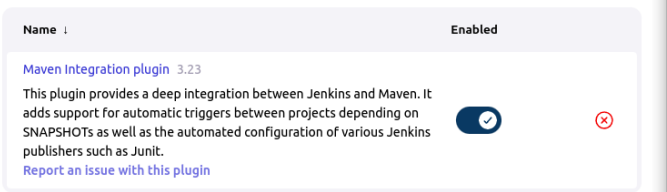 Name ↓ Enabled
Maven Integration plugin 3.23
This plugin provides a deep integration between Jenkins and Maven. It
adds support for automatic triggers between projects depending on
SNAPSHOTs as well as the automated configuration of various Jenkins
publishers such as Junit.
Report an issue with this plugin